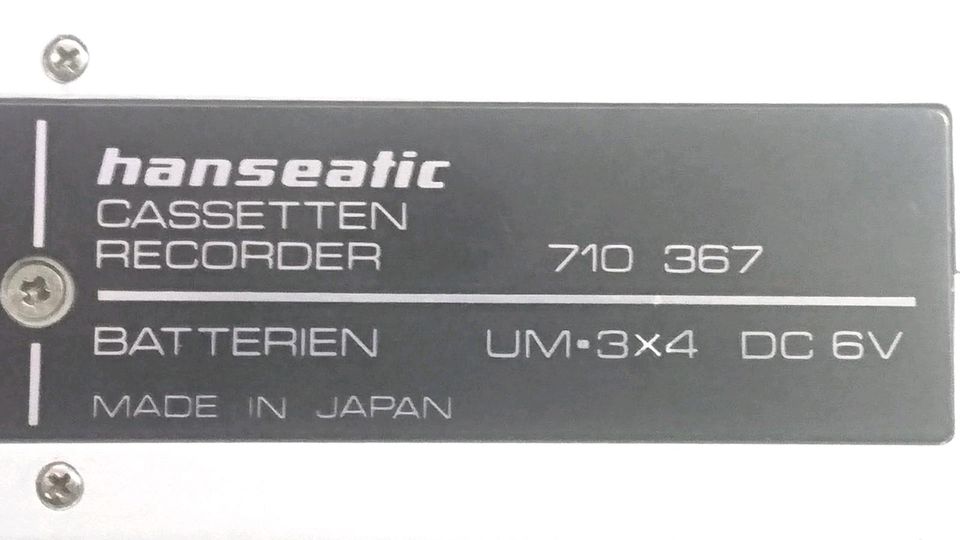 hanseatic
CASSETTEN
RECORDER 710 367
BATTERIEN UM·3x4 DC 6V
MADE IN JAPAN